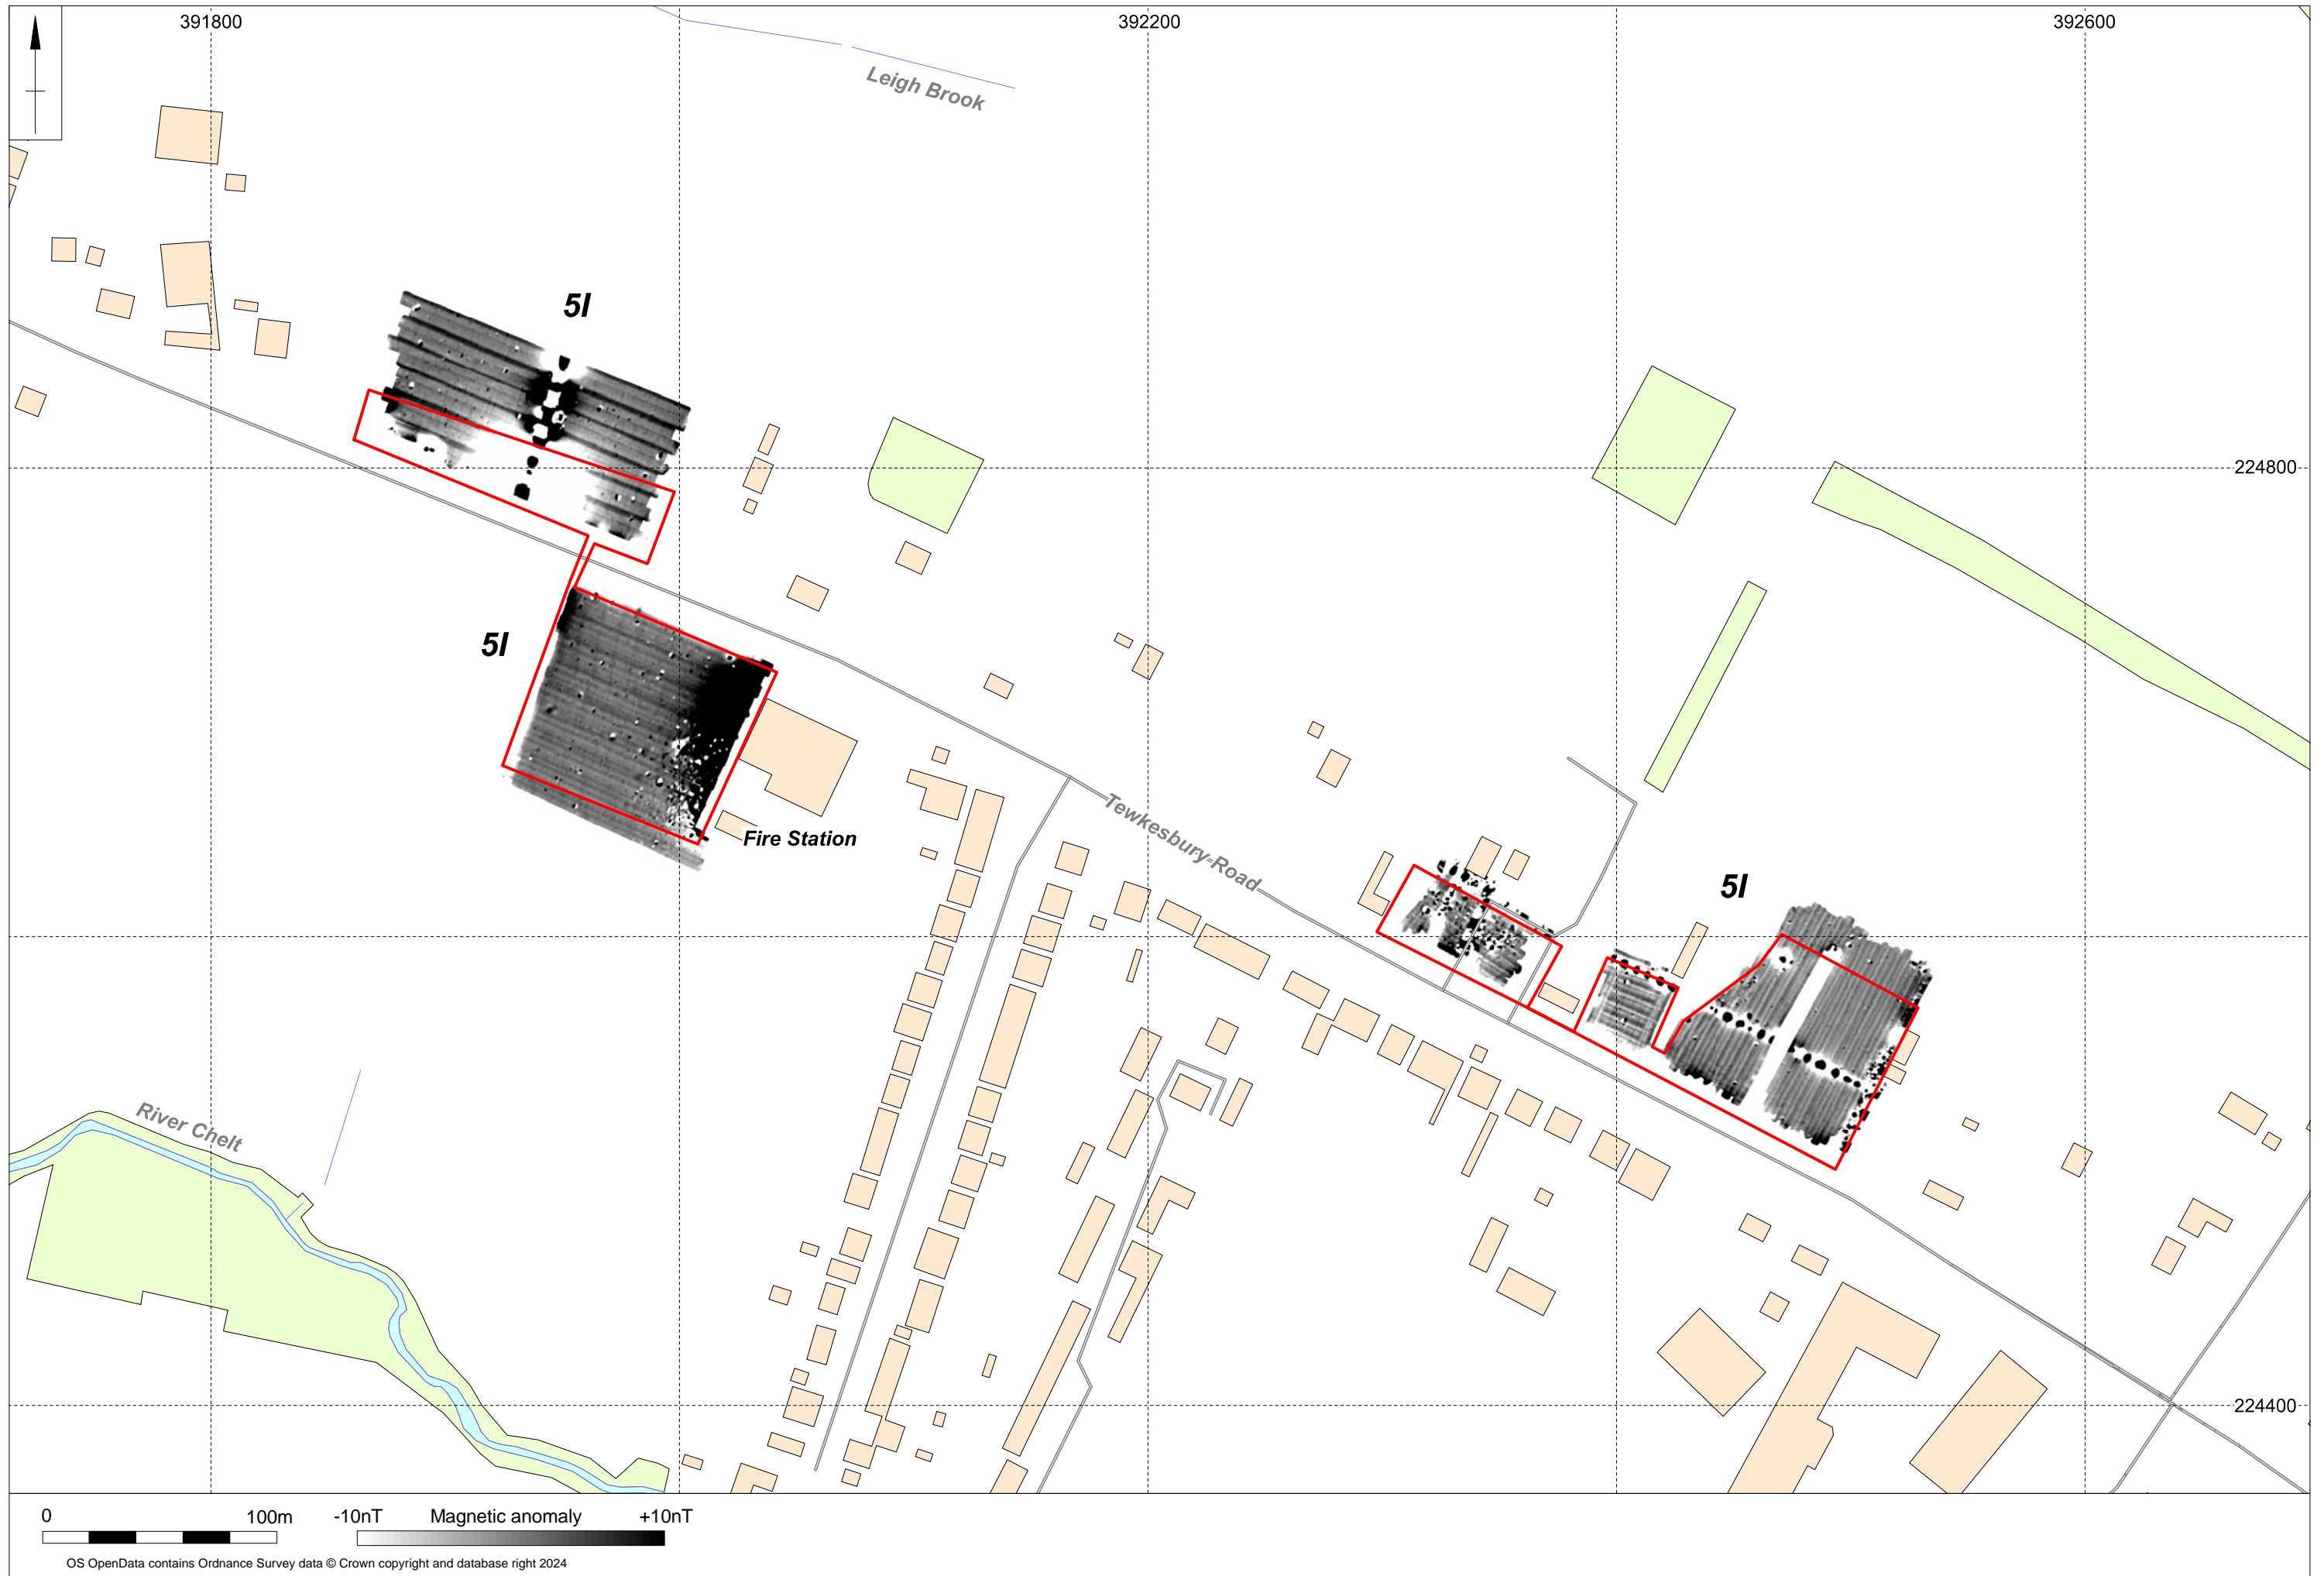 391800
392200
392600
Leigh Brook
5I
224800
5I
Fire Station
Tewkesbury Road
5I
River Chelt
224400
0
100m
-10nT
Magnetic anomaly
+10nT
OS OpenData contains Ordnance Survey data © Crown copyright and database right 2024